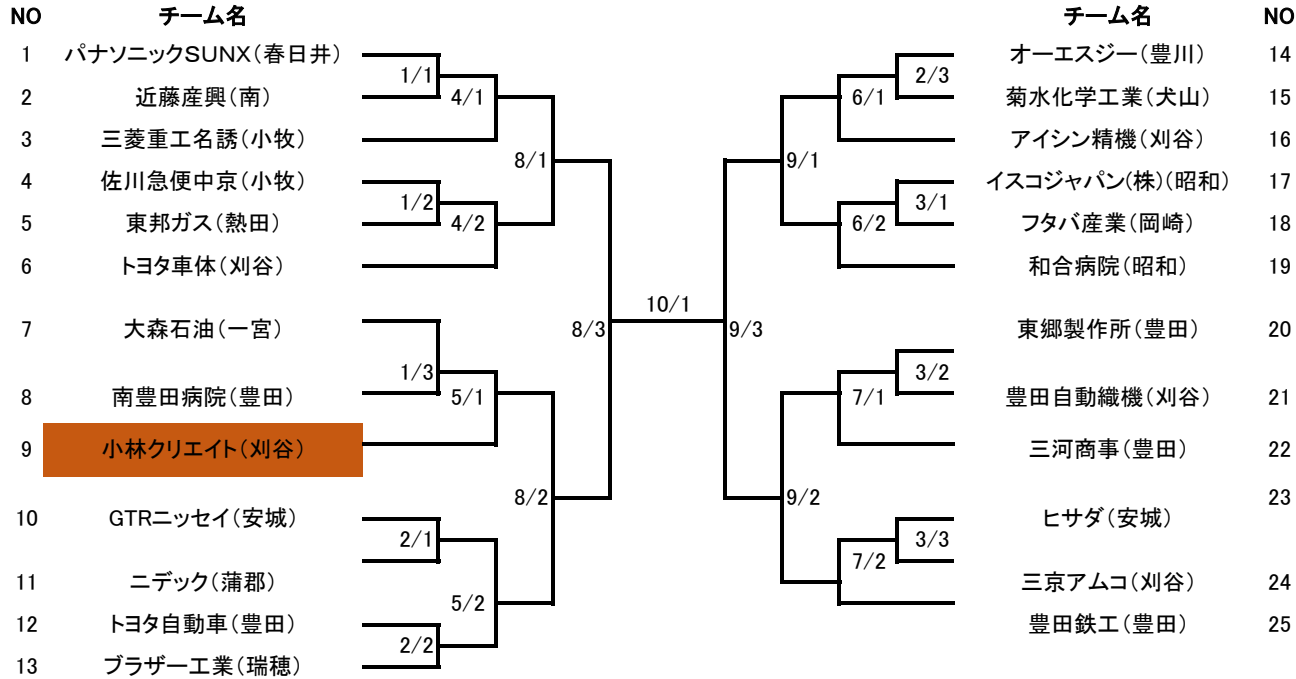 NO チーム名 チーム名 NO
1 パナソニックSUNX(春日井) オーエスジー(豊川) 14
1/1 2/3
2 近藤産興(南) 4/1 6/1 菊水化学工業(犬山) 15
3 三菱重工名誘(小牧) アイシン精機(刈谷) 16
8/1 9/1
4 佐川急便中京(小牧) イスコジャパン(株)(昭和) 17
1/2 3/1
5 東邦ガス(熱田) 4/2 6/2 フタバ産業(岡崎) 18
6 トヨタ車体(刈谷) 和合病院(昭和) 19
10/1
7 大森石油(一宮) 8/3 9/3 東郷製作所(豊田) 20
1/3 3/2
8 南豊田病院(豊田) 5/1 7/1 豊田自動織機(刈谷) 21
9 小林クリエイト(刈谷) 三河商事(豊田) 22
8/2 9/2 23
10 GTRニッセイ(安城) ヒサダ(安城)
2/1 3/3
7/2
11 ニデック(蒲郡) 三京アムコ(刈谷) 24
5/2
12 トヨタ自動車(豊田) 豊田鉄工(豊田) 25
2/2
13 ブラザー工業(瑞穂)